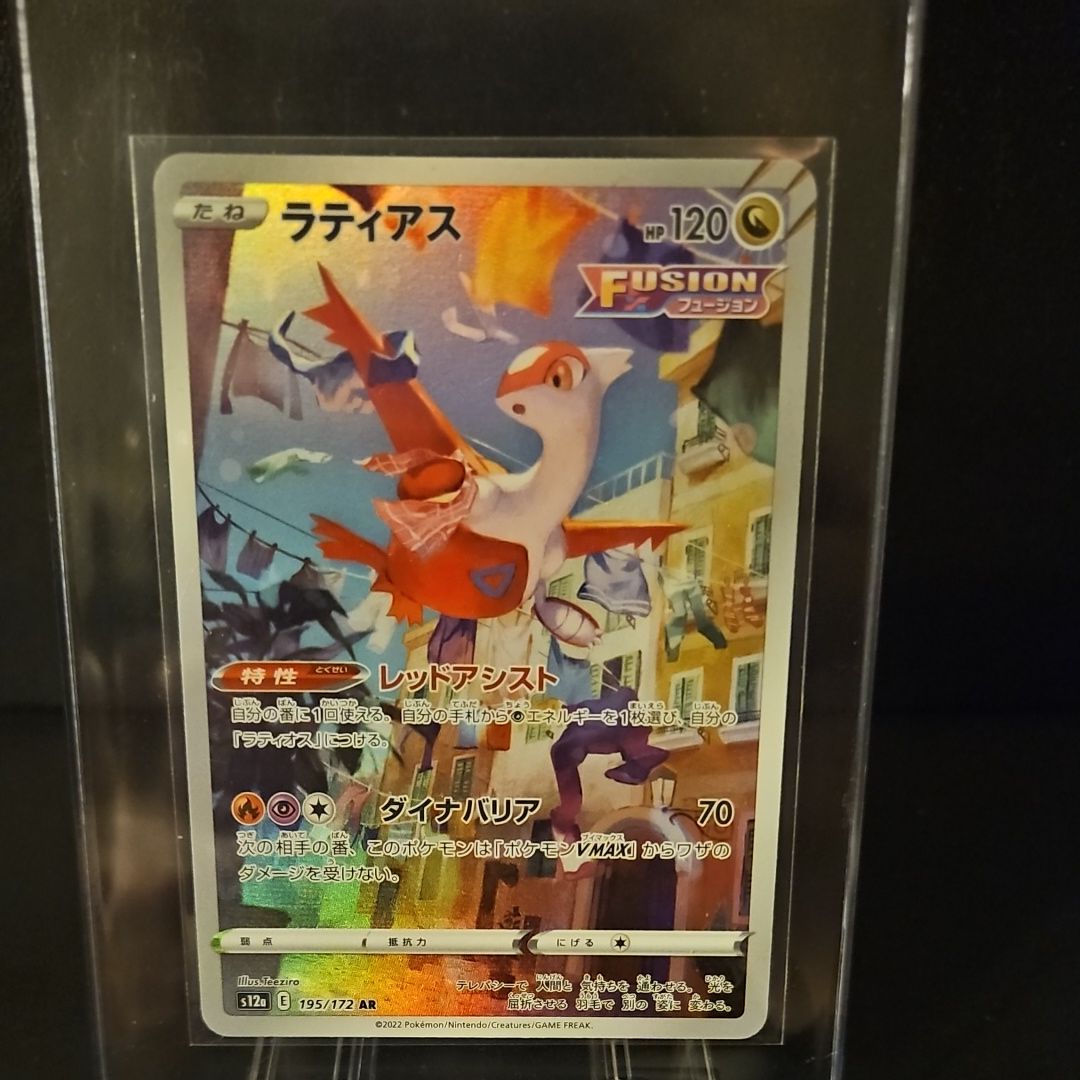 たね ラティアス HP 120
FUSION
フュージョン
特性 とくせい レッドアシスト
自分の番に1回使える。自分の手札からエネルギーを1枚選び、自分の
「ラティオス」につける。
ダイナバリア 70
次の相手の番、このポケモンは「ポケモンVMAX」からワザの
ダメージを受けない。
弱点 抵抗力 にげる
Illus. Teeziro
テレパシーで 人間と 気持ちを 通わせる。光を
屈折させる 羽毛で 別の 姿に 変わる。
s12a E 195/172 AR
©2022 Pokémon/Nintendo/Creatures/GAME FREAK.